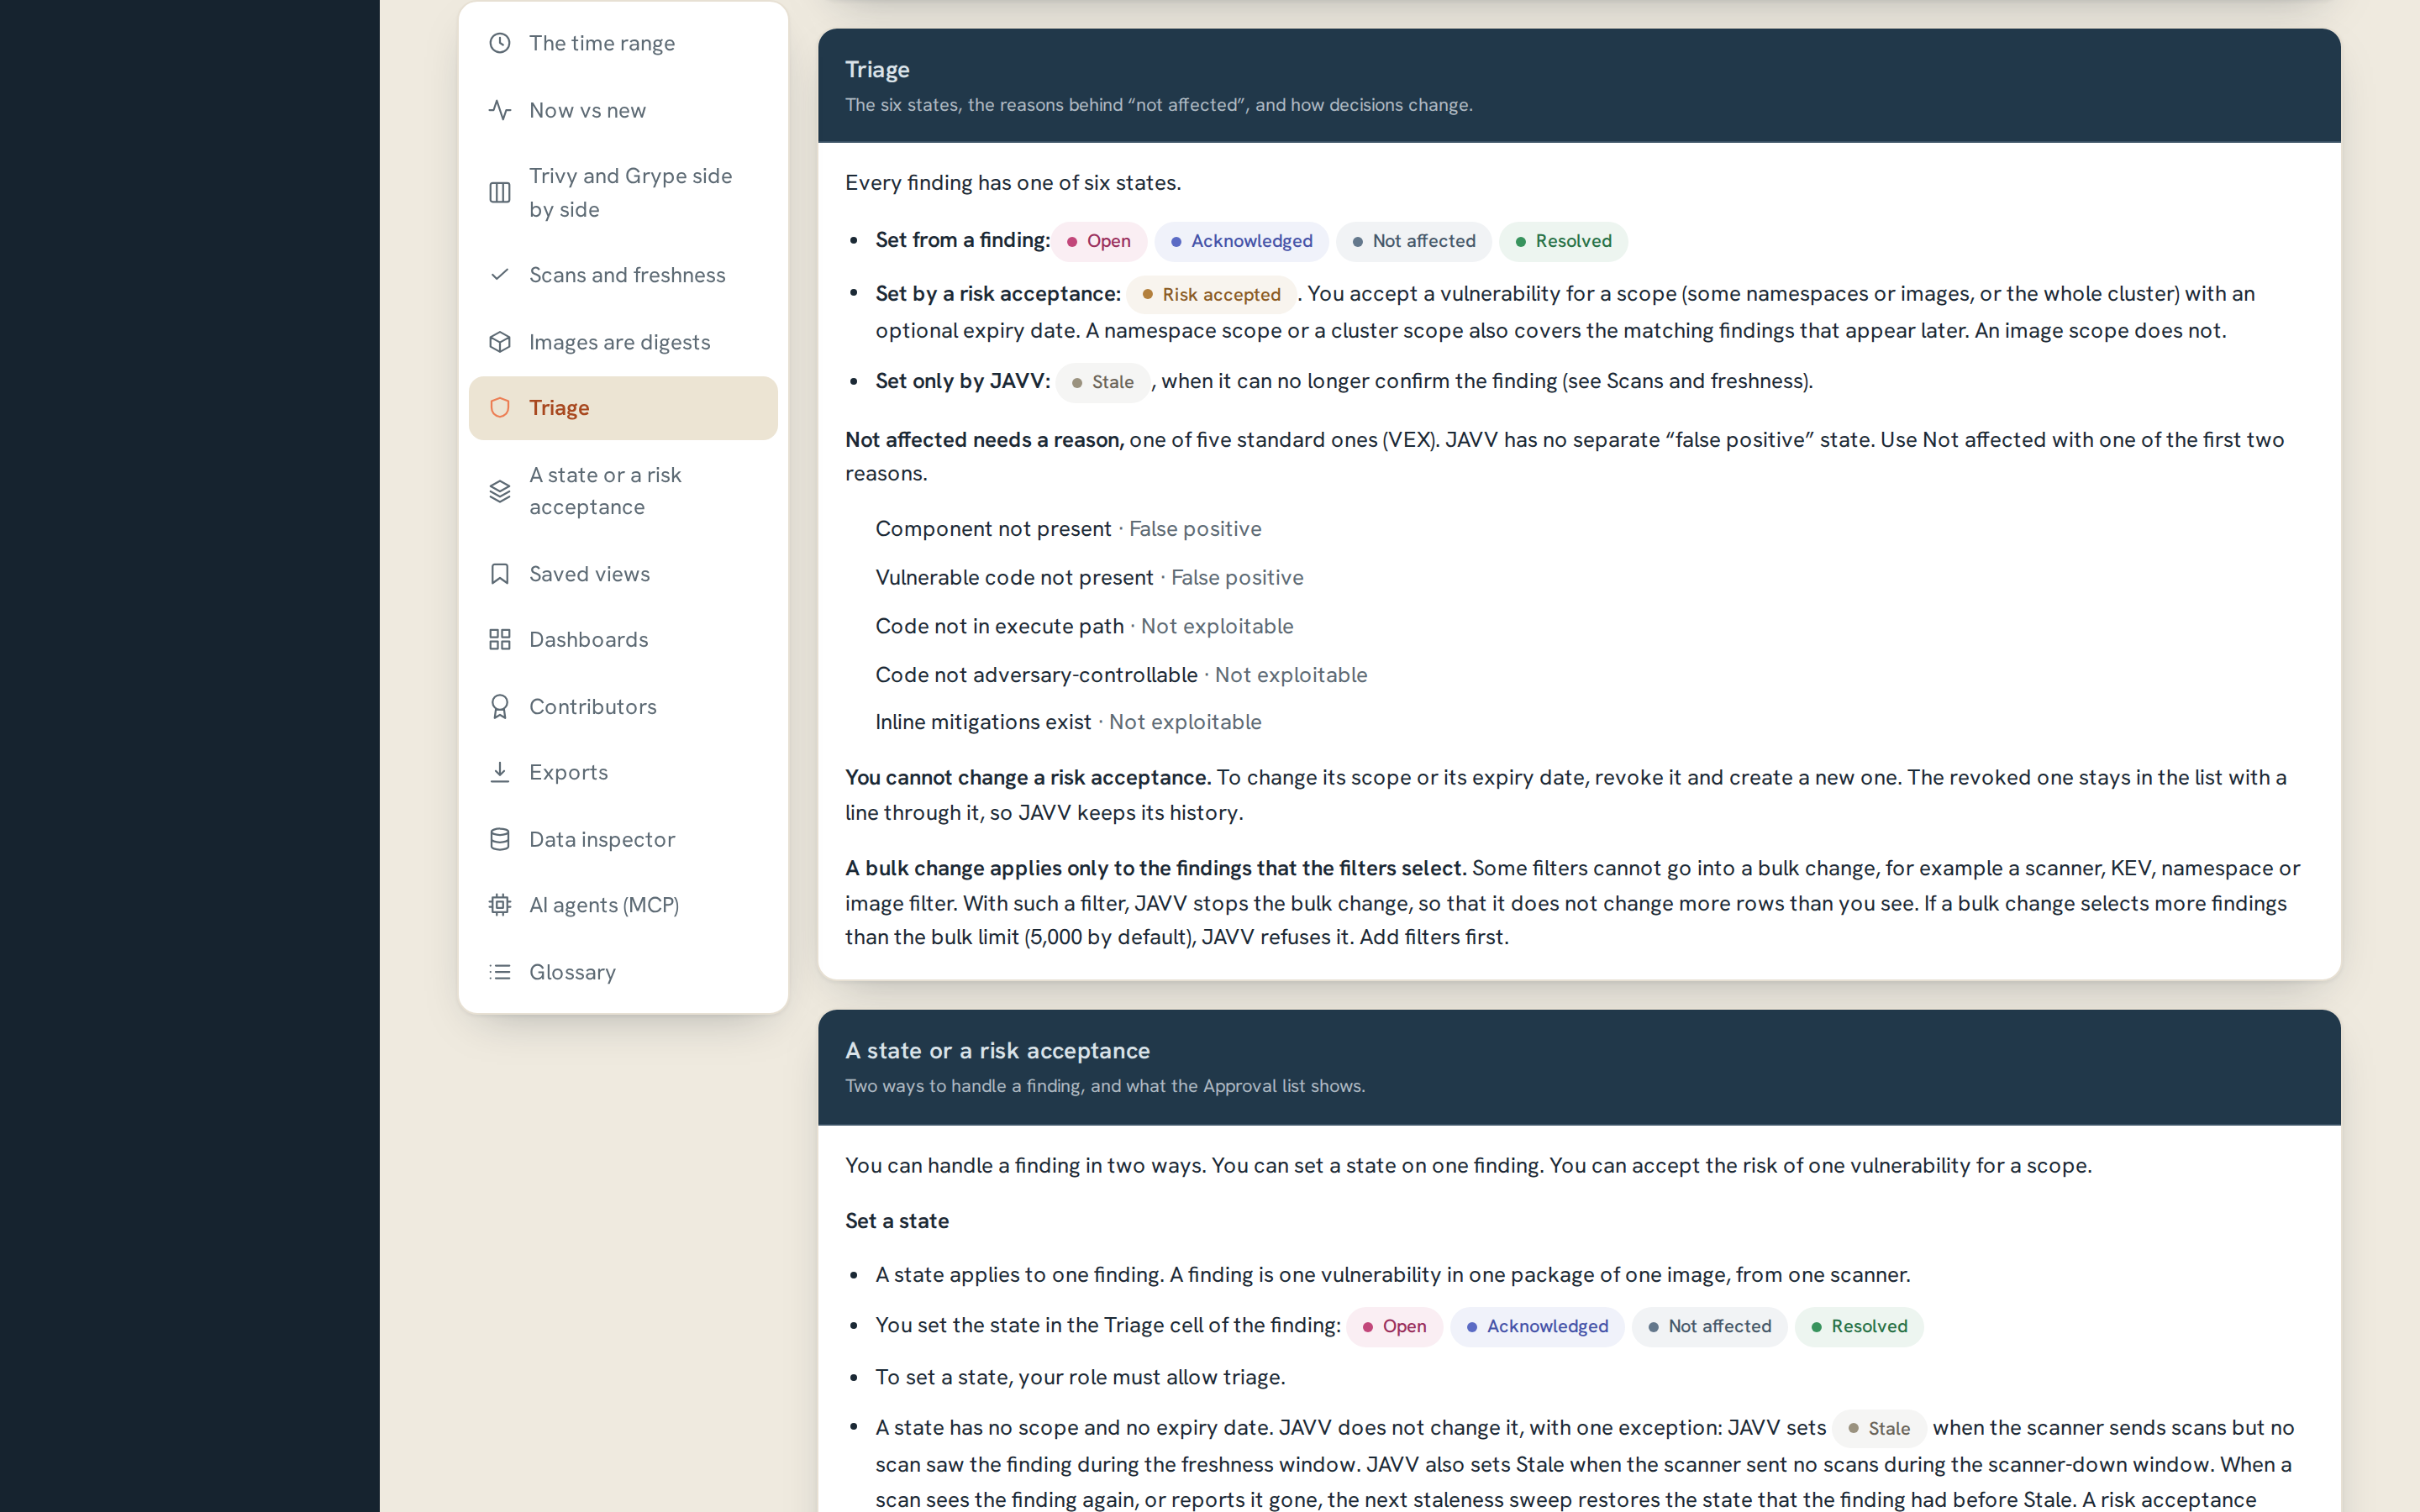 The time range
Now vs new
Trivy and Grype side
by side
Scans and freshness
Images are digests
Triage
A state or a risk
acceptance
Saved views
Dashboards
Contributors
Exports
Data inspector
AI agents (MCP)
Glossary
Triage
The six states, the reasons behind “not affected”, and how decisions change.
Every finding has one of six states.
• Set from a finding: Open Acknowledged Not affected Resolved
• Set by a risk acceptance: Risk accepted . You accept a vulnerability for a scope (some namespaces or images, or the whole cluster) with an
optional expiry date. A namespace scope or a cluster scope also covers the matching findings that appear later. An image scope does not.
• Set only by JAVV: Stale , when it can no longer confirm the finding (see Scans and freshness).
Not affected needs a reason, one of five standard ones (VEX). JAVV has no separate “false positive” state. Use Not affected with one of the first two
reasons.
Component not present · False positive
Vulnerable code not present · False positive
Code not in execute path · Not exploitable
Code not adversary-controllable · Not exploitable
Inline mitigations exist · Not exploitable
You cannot change a risk acceptance. To change its scope or its expiry date, revoke it and create a new one. The revoked one stays in the list with a
line through it, so JAVV keeps its history.
A bulk change applies only to the findings that the filters select. Some filters cannot go into a bulk change, for example a scanner, KEV, namespace or
image filter. With such a filter, JAVV stops the bulk change, so that it does not change more rows than you see. If a bulk change selects more findings
than the bulk limit (5,000 by default), JAVV refuses it. Add filters first.
A state or a risk acceptance
Two ways to handle a finding, and what the Approval list shows.
You can handle a finding in two ways. You can set a state on one finding. You can accept the risk of one vulnerability for a scope.
Set a state
• A state applies to one finding. A finding is one vulnerability in one package of one image, from one scanner.
• You set the state in the Triage cell of the finding: Open Acknowledged Not affected Resolved
• To set a state, your role must allow triage.
• A state has no scope and no expiry date. JAVV does not change it, with one exception: JAVV sets Stale when the scanner sends scans but no
scan saw the finding during the freshness window. JAVV also sets Stale when the scanner sent no scans during the scanner-down window. When a
scan sees the finding again, or reports it gone, the next staleness sweep restores the state that the finding had before Stale. A risk acceptance